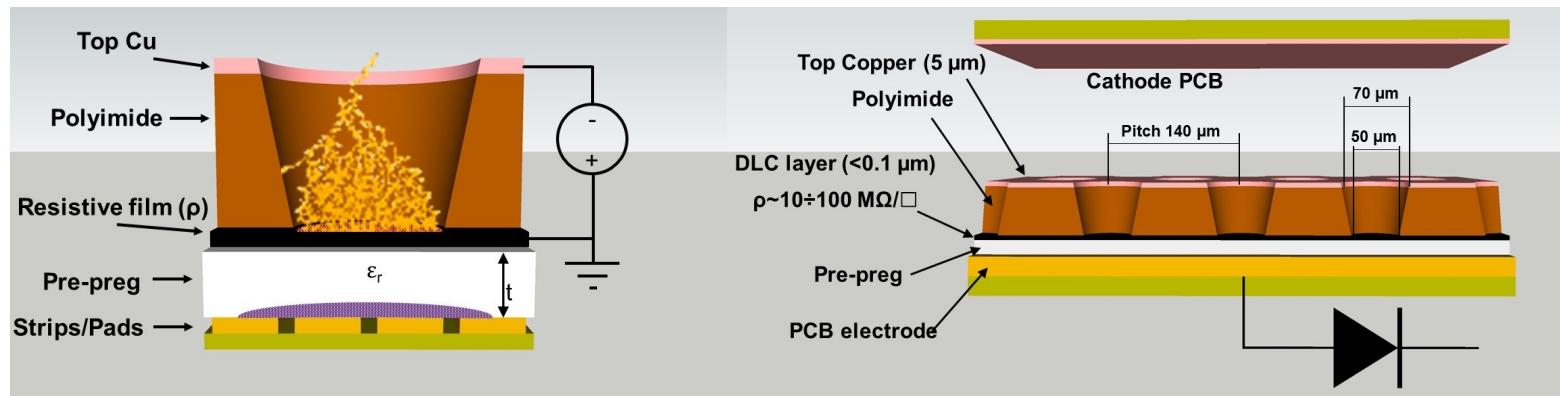 Top Cu
Polyimide
Resistive film (ρ)
Pre-preg
Strips/Pads
-
+
εr
t
Cathode PCB
Top Copper (5 µm)
Polyimide
70 µm
Pitch 140 µm
50 µm
DLC layer (<0.1 µm)
ρ~10÷100 MΩ/□
Pre-preg
PCB electrode